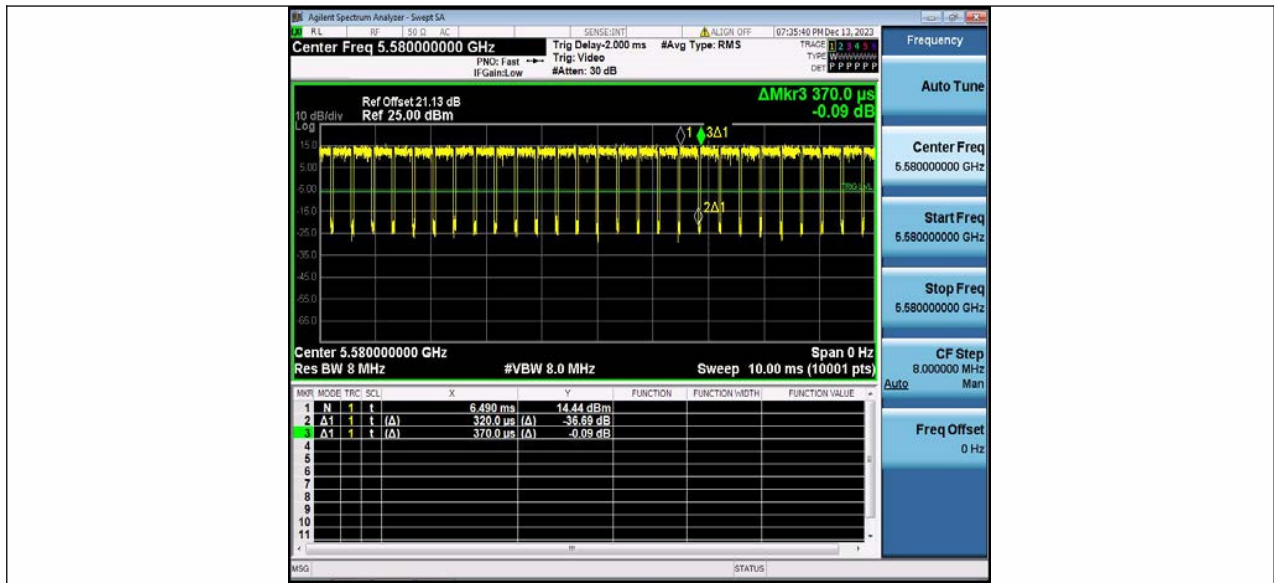 Agilent Spectrum Analyzer - Swept SA
RL RF 50 Ω AC SENSE:INT ALIGN OFF 07:35:40 PM Dec 13, 2023
Center Freq 5.580000000 GHz
Trig Delay-2.000 ms #Avg Type: RMS
TRACE 1 2 3 4 5 6
PNO: Fast Trig: Video
TYPE W
IFGain:Low #Atten: 30 dB
DET P P P P P P
Frequency
Auto Tune
Center Freq
5.580000000 GHz
Start Freq
5.580000000 GHz
Stop Freq
5.580000000 GHz
CF Step
8.000000 MHz
Auto Man
Freq Offset
0 Hz
ΔMkr3 370.0 µs
-0.09 dB
Ref Offset 21.13 dB
10 dB/div Ref 25.00 dBm
Log
1 3Δ1
15.0
5.00
-5.00
TRIG LVL
-15.0
2Δ1
-25.0
-35.0
-45.0
-55.0
-65.0
Center 5.580000000 GHz Span 0 Hz
Res BW 8 MHz #VBW 8.0 MHz Sweep 10.00 ms (10001 pts)
MKR MODE TRC SCL X Y FUNCTION FUNCTION WIDTH FUNCTION VALUE
1 N 1 t 6.490 ms 14.44 dBm
2 Δ1 1 t (Δ) 320.0 µs (Δ) -36.69 dB
3 Δ1 1 t (Δ) 370.0 µs (Δ) -0.09 dB
4
5
6
7
8
9
10
11
MSG STATUS